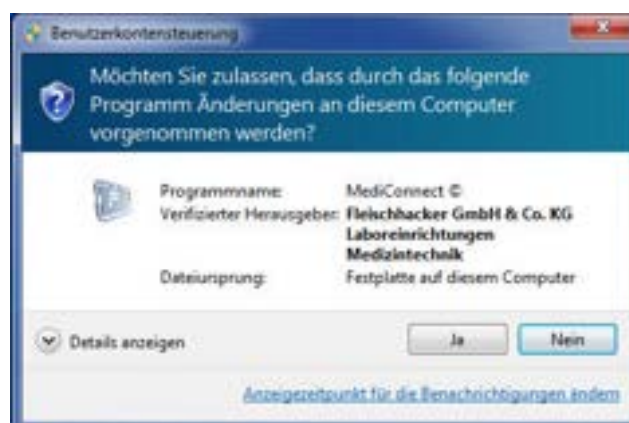 Benutzerkontensteuerung
Möchten Sie zulassen, dass durch das folgende
Programm Änderungen an diesem Computer
vorgenommen werden?
Programmname: MediConnect ©
Verifizierter Herausgeber: Fleischhacker GmbH & Co. KG
Laboreinrichtungen
Medizintechnik
Dateiursprung: Festplatte auf diesem Computer
Details anzeigen
Ja
Nein
Anzeigezeitpunkt für die Benachrichtigungen ändern